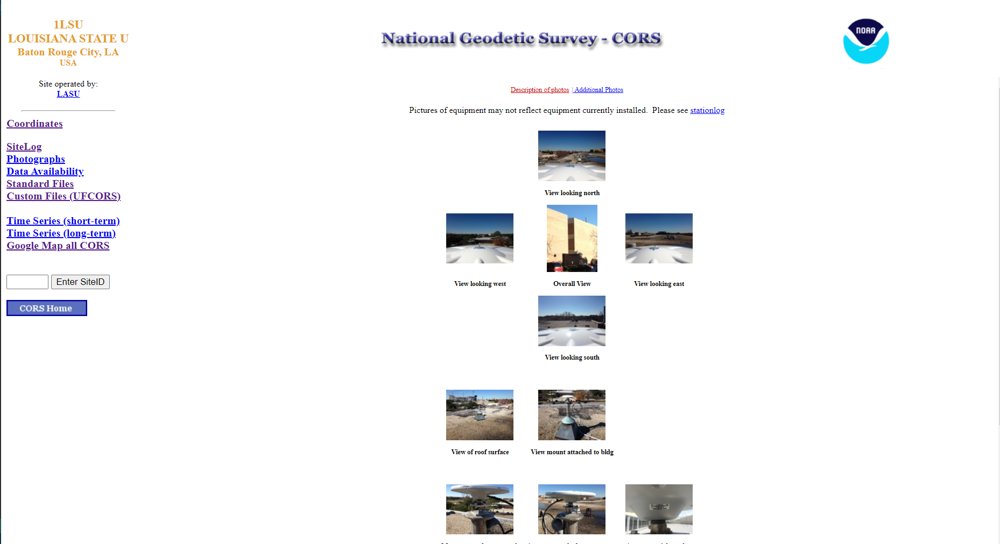 1LSU
LOUISIANA STATE U
Baton Rouge City, LA
USA
Site operated by:
LASU
Coordinates
SiteLog
Photographs
Data Availability
Standard Files
Custom Files (UFCORS)
Time Series (short-term)
Time Series (long-term)
Google Map all CORS
Enter SiteID
CORS Home
National Geodetic Survey - CORS
NOAA
Description of photos | Additional Photos
Pictures of equipment may not reflect equipment currently installed. Please see stationlog
View looking north
View looking west
Overall View
View looking east
View looking south
View of roof surface
View mount attached to bldg